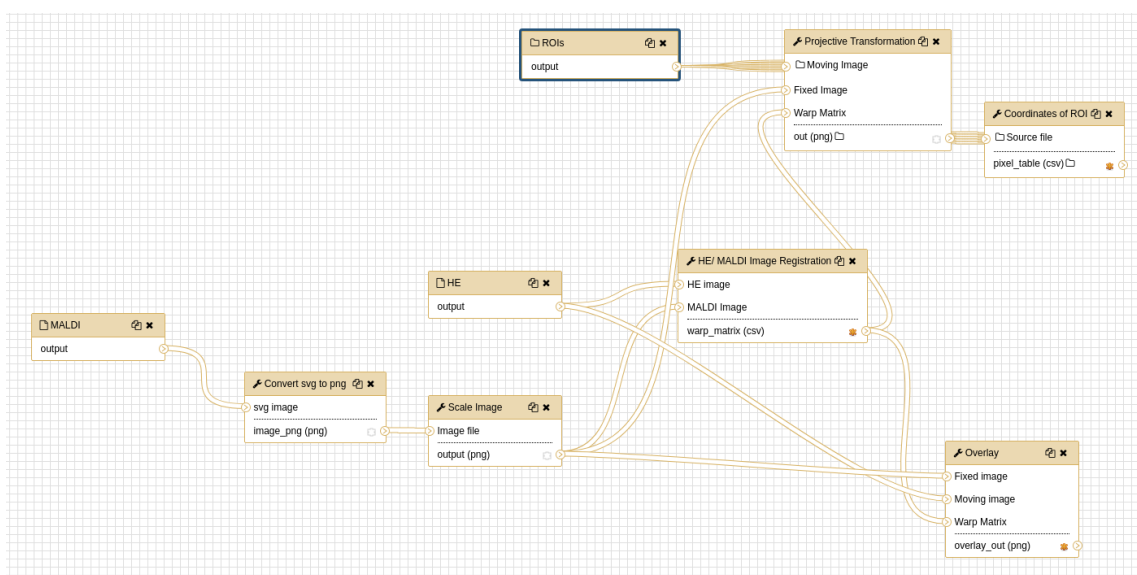 ROIs
output
Projective Transformation
Moving Image
Fixed Image
Warp Matrix
out (png)
Coordinates of ROI
Source file
pixel_table (csv)
HE/ MALDI Image Registration
HE image
MALDI Image
warp_matrix (csv)
HE
output
MALDI
output
Convert svg to png
svg image
image_png (png)
Scale Image
Image file
output (png)
Overlay
Fixed image
Moving image
Warp Matrix
overlay_out (png)